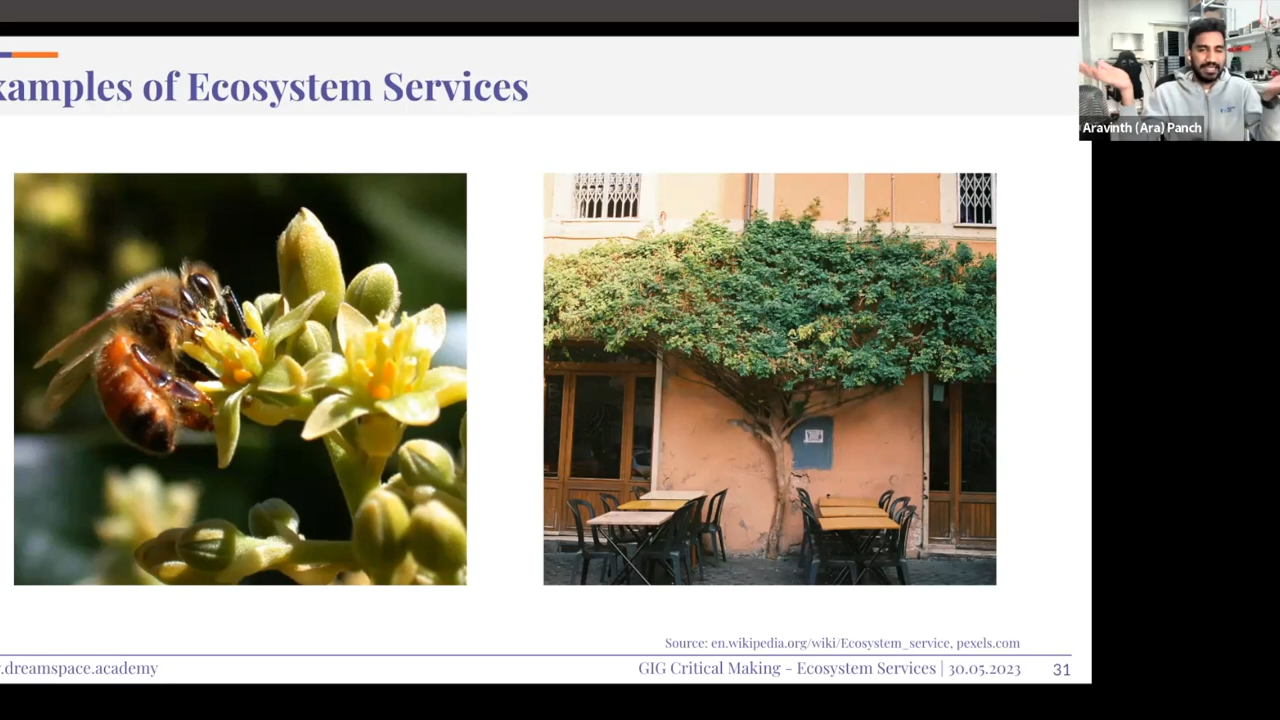 xamples of Ecosystem Services
Aravinth (Ara) Panch
Source: en.wikipedia.org/wiki/Ecosystem_service, pexels.com
.dreamspace.academy
GIG Critical Making - Ecosystem Services | 30.05.2023
31